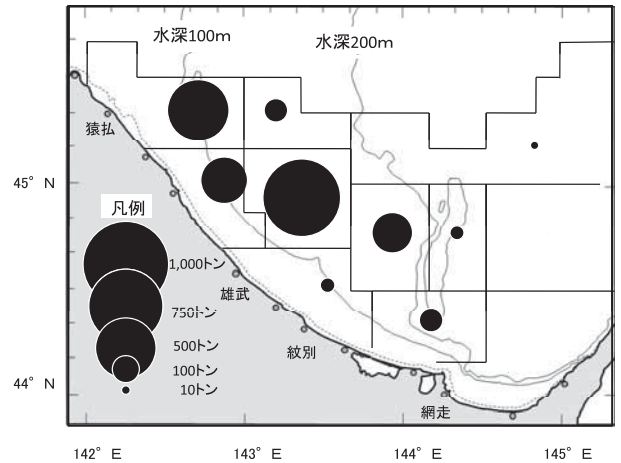 水深100m
水深200m
猿払
45° N
凡例
1,000トン
750トン
500トン
100トン
10トン
雄武
紋別
44° N
網走
142° E
143° E
144° E
145° E